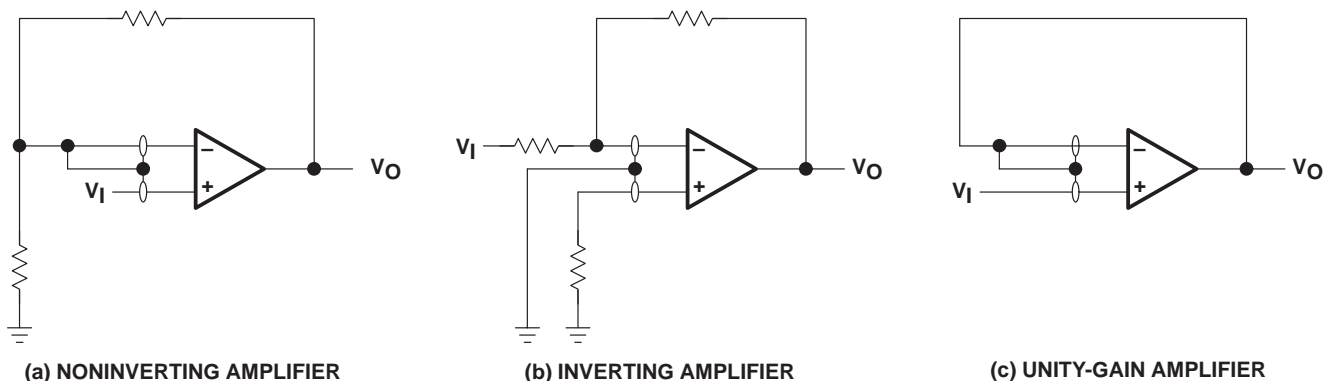 VI
−
+
VO
(a) NONINVERTING AMPLIFIER
VI
−
+
VO
(b) INVERTING AMPLIFIER
VI
−
+
VO
(c) UNITY-GAIN AMPLIFIER